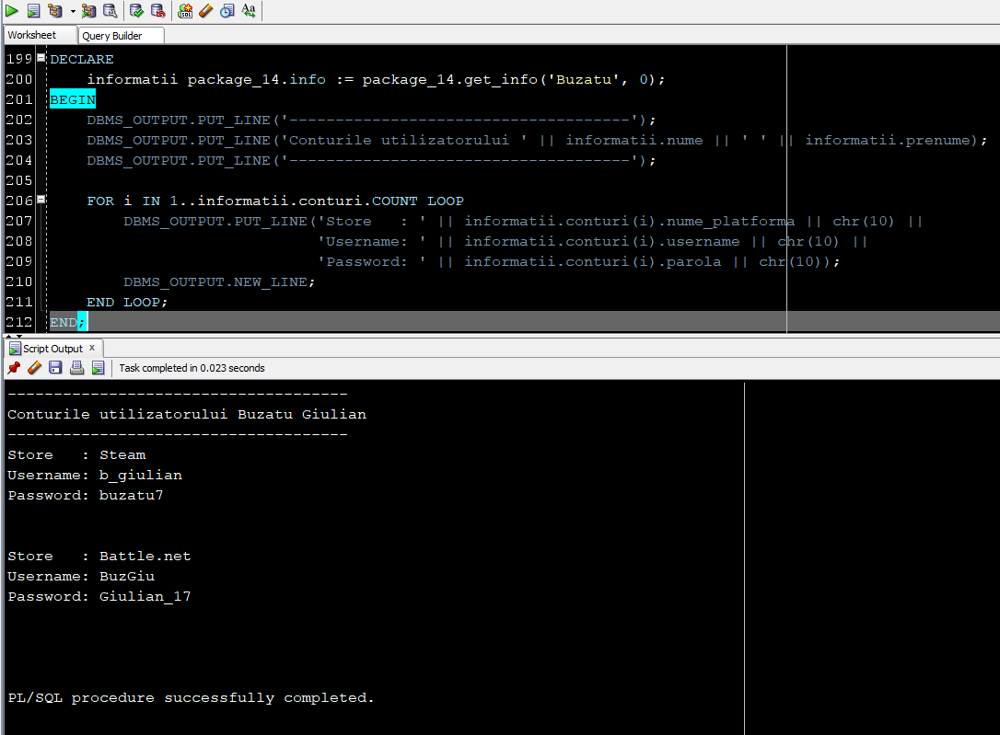 Worksheet Query Builder
199 DECLARE
200     informatii package_14.info := package_14.get_info('Buzatu', 0);
201 BEGIN
202     DBMS_OUTPUT.PUT_LINE('-------------------------------------');
203     DBMS_OUTPUT.PUT_LINE('Conturile utilizatorului ' || informatii.nume || ' ' || informatii.prenume);
204     DBMS_OUTPUT.PUT_LINE('-------------------------------------');
205
206     FOR i IN 1..informatii.conturi.COUNT LOOP
207         DBMS_OUTPUT.PUT_LINE('Store   : ' || informatii.conturi(i).nume_platforma || chr(10) ||
208                              'Username: ' || informatii.conturi(i).username || chr(10) ||
209                              'Password: ' || informatii.conturi(i).parola || chr(10));
210         DBMS_OUTPUT.NEW_LINE;
211     END LOOP;
212 END;
Script Output x
Task completed in 0.023 seconds
-------------------------------------
Conturile utilizatorului Buzatu Giulian
-------------------------------------
Store   : Steam
Username: b_giulian
Password: buzatu7
Store   : Battle.net
Username: BuzGiu
Password: Giulian_17
PL/SQL procedure successfully completed.